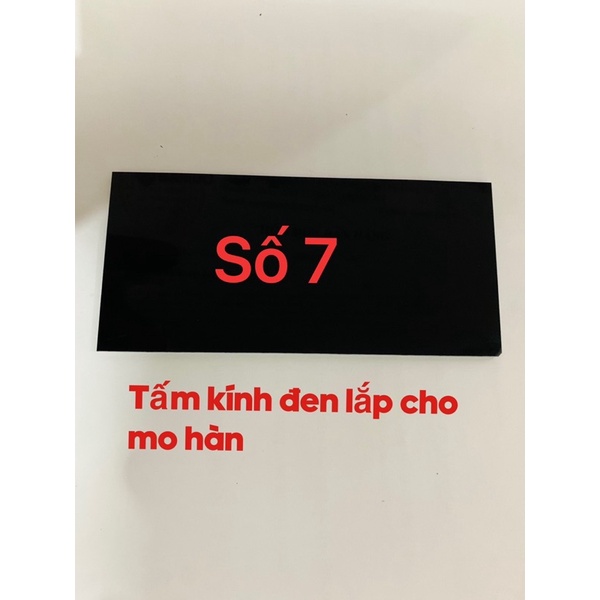 Số 7
Tấm kính đen lắp cho
mo hàn